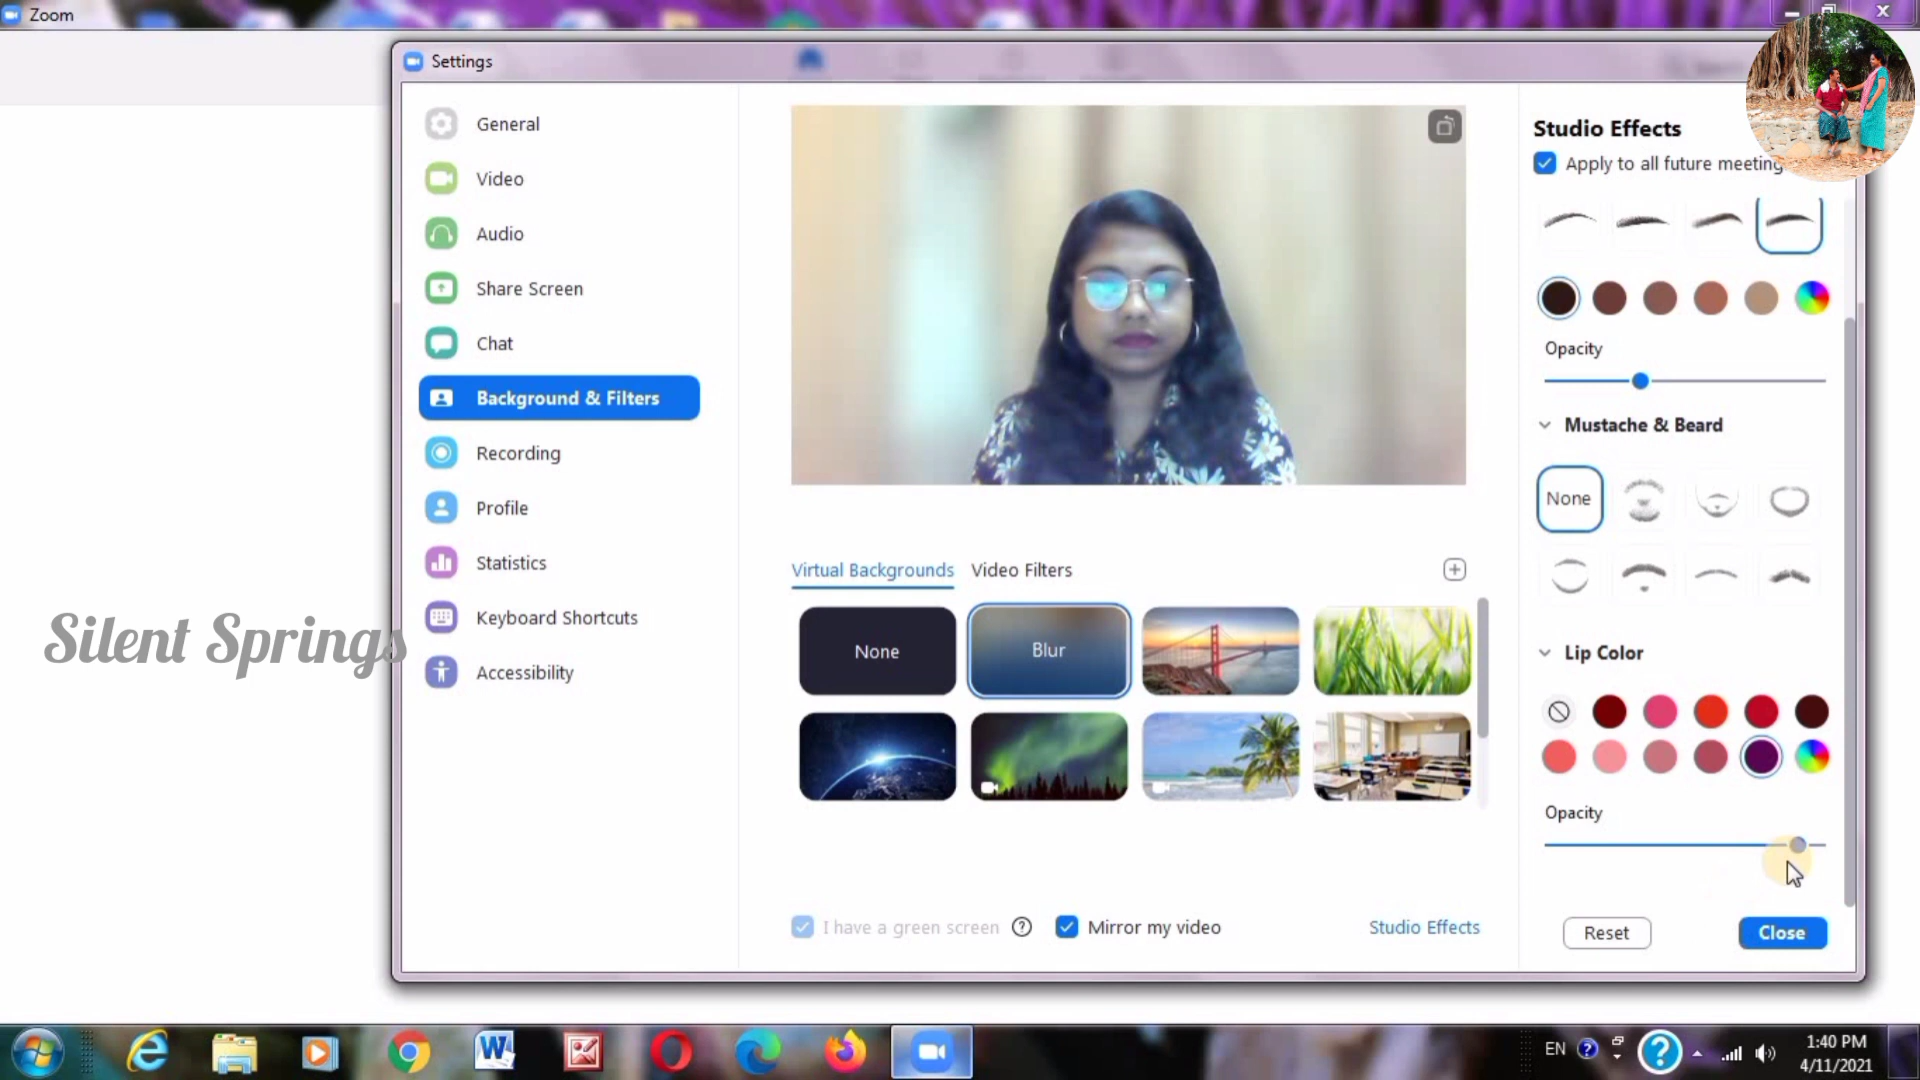 Zoom
Settings
General
Video
Audio
Share Screen
Chat
Background & Filters
Recording
Profile
Statistics
Keyboard Shortcuts
Accessibility
Silent Springs
Virtual Backgrounds
Video Filters
None
Blur
I have a green screen
Mirror my video
Studio Effects
Studio Effects
Apply to all future meeting
Opacity
Mustache & Beard
None
Lip Color
Opacity
Reset
Close
EN
1:40 PM
4/11/2021